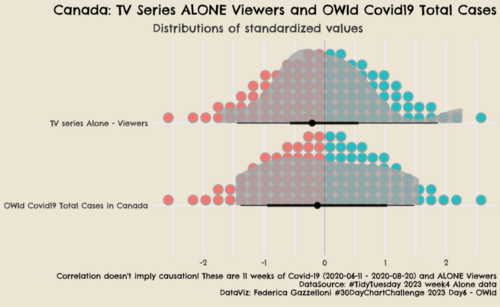 Canada: TV Series ALONE Viewers and OWId Covid19 Total Cases
Distributions of standardized values
TV series Alone - Viewers
OWId Covid19 Total Cases in Canada
-2 -1 0 1 2
Correlation doesn't imply causation! These are 11 weeks of Covid-19 (2020-06-11 - 2020-08-20) and ALONE Viewers
DataSource: #TidyTuesday 2023 week4 Alone data
DataViz: Federica Gazzelloni #30DayChartChallenge 2023 Day6 - OWId